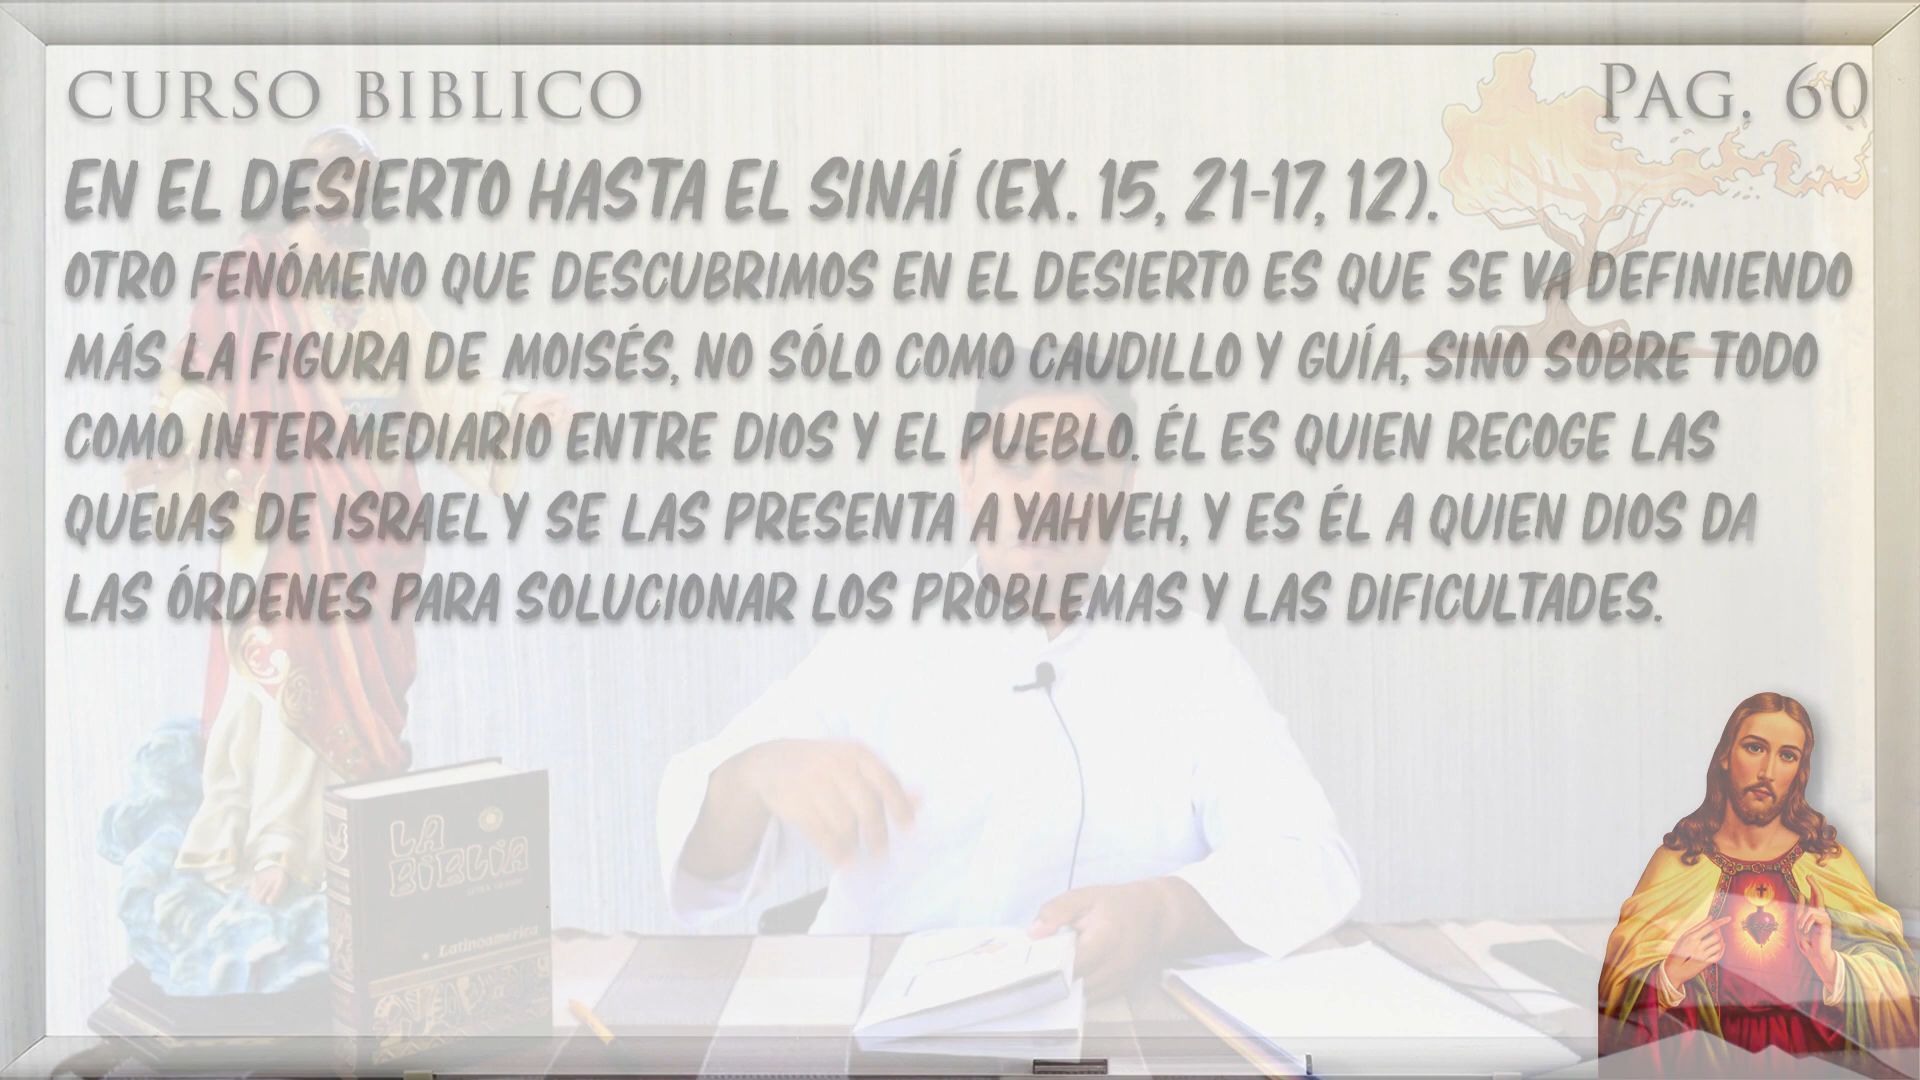 CURSO BIBLICO
PAG. 60
EN EL DESIERTO HASTA EL SINAÍ (EX. 15, 21-17, 12).
OTRO FENÓMENO QUE DESCUBRIMOS EN EL DESIERTO ES QUE SE VA DEFINIENDO
MÁS LA FIGURA DE MOISÉS, NO SÓLO COMO CAUDILLO Y GUÍA, SINO SOBRE TODO
COMO INTERMEDIARIO ENTRE DIOS Y EL PUEBLO. ÉL ES QUIEN RECOGE LAS
QUEJAS DE ISRAEL Y SE LAS PRESENTA A YAHVEH, Y ES ÉL A QUIEN DIOS DA
LAS ÓRDENES PARA SOLUCIONAR LOS PROBLEMAS Y LAS DIFICULTADES.
LA
BIBLIA
Latinoamérica